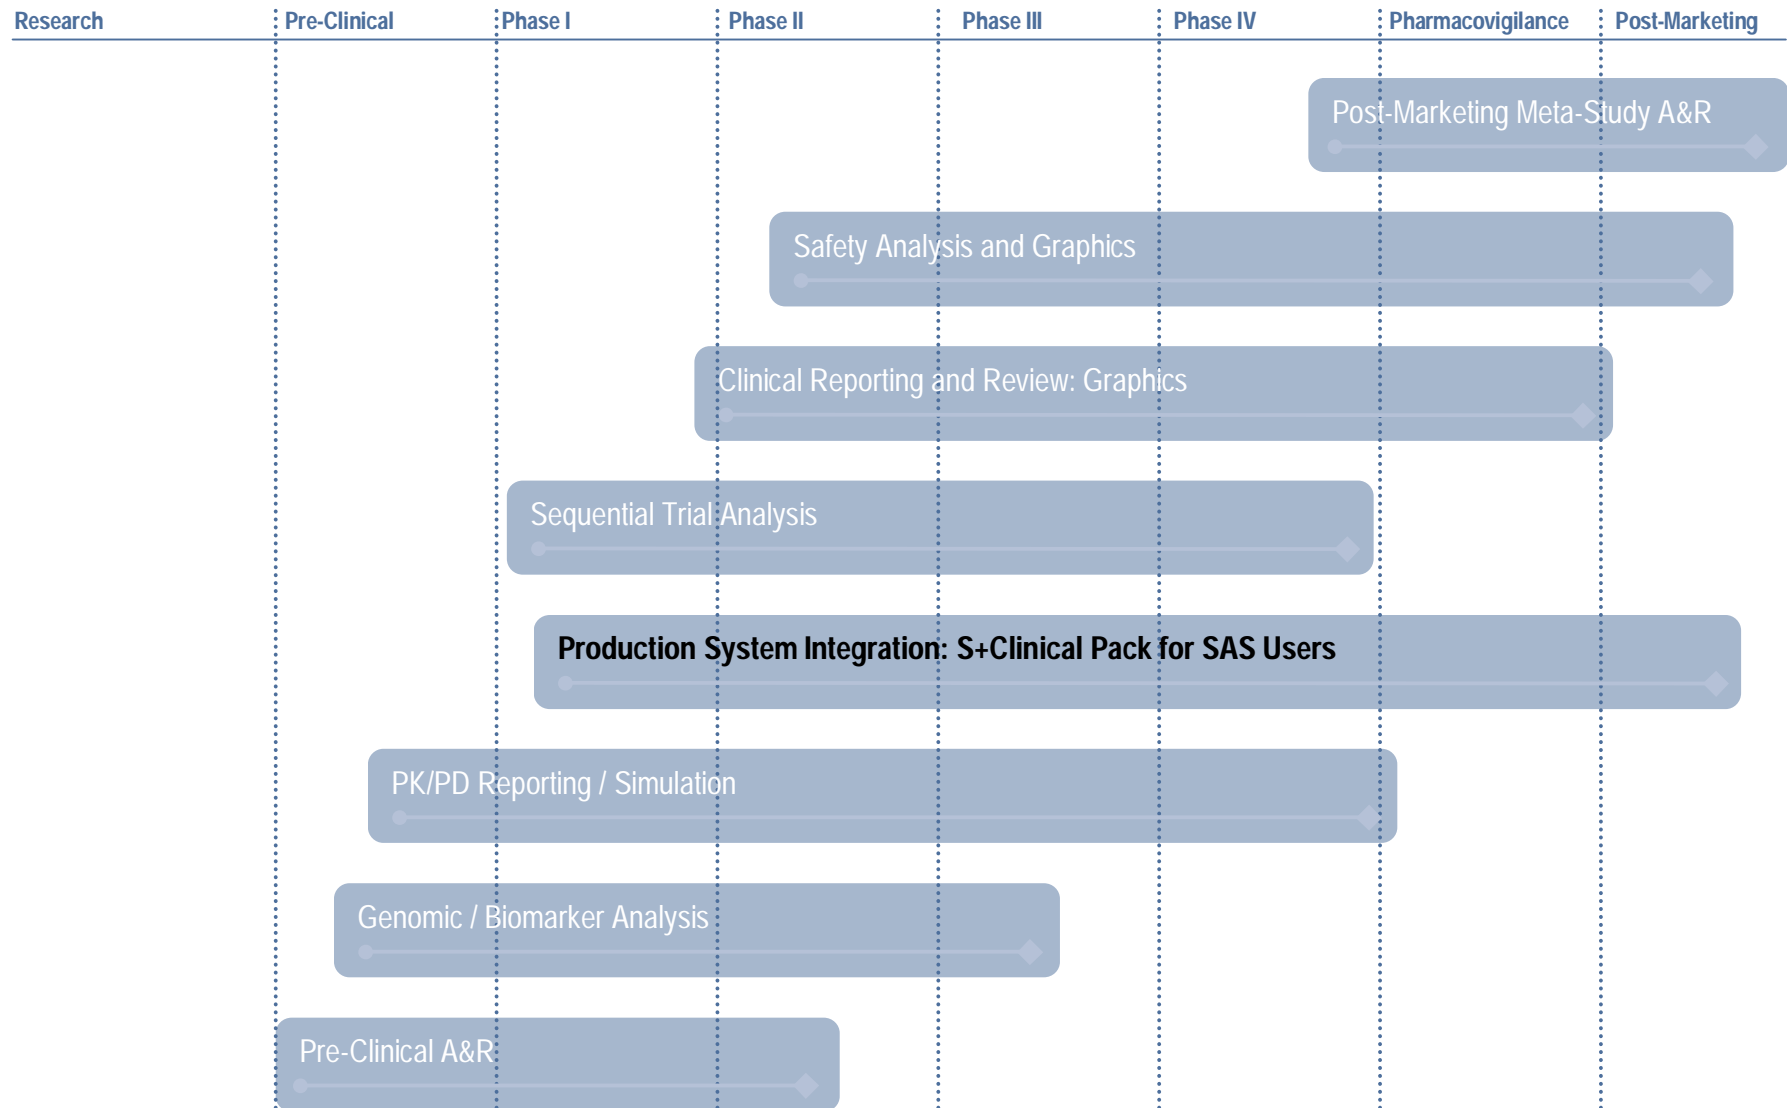 Research Pre-Clinical Phase I Phase II Phase III Phase IV Pharmacovigilance Post-Marketing
Post-Marketing Meta-Study A&R
Safety Analysis and Graphics
Clinical Reporting and Review: Graphics
Sequential Trial Analysis
Production System Integration: S+Clinical Pack for SAS Users
PK/PD Reporting / Simulation
Genomic / Biomarker Analysis
Pre-Clinical A&R